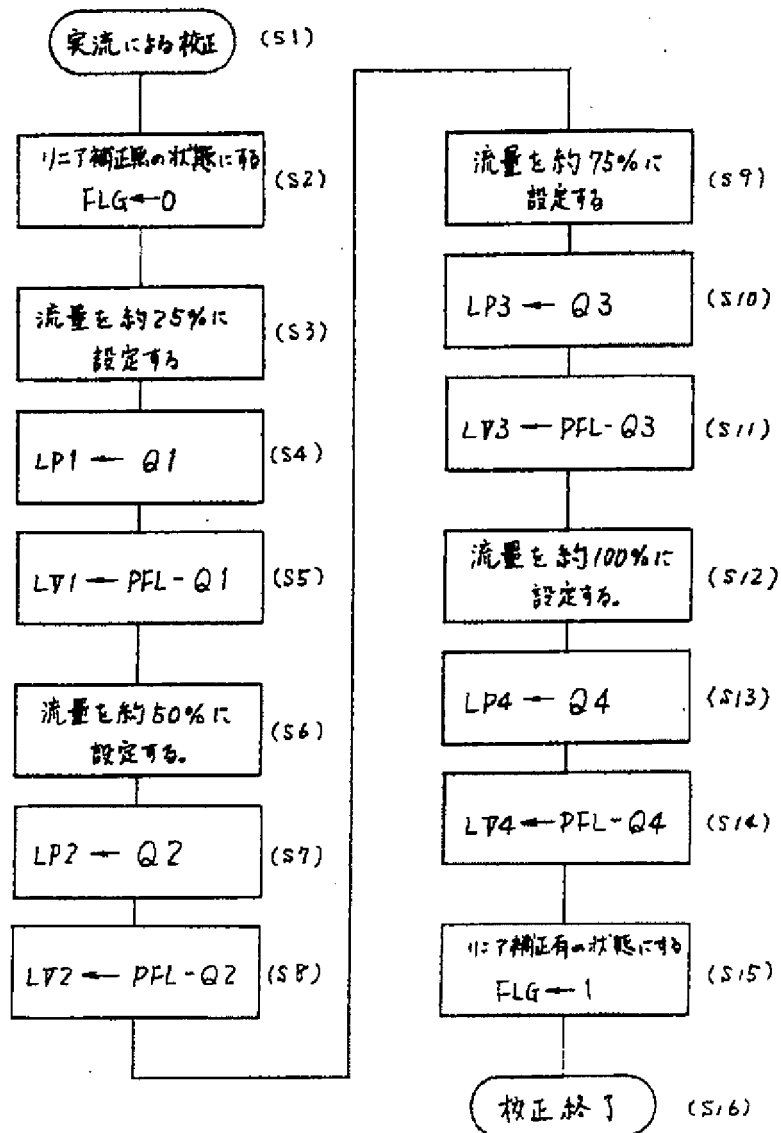 実流による校正 (S1)
リニア補正無の状態にする
FLG←0 (S2)
流量を約25%に
設定する (S3)
LP1 ← Q1 (S4)
LV1 ← PFL-Q1 (S5)
流量を約50%に
設定する。 (S6)
LP2 ← Q2 (S7)
LV2 ← PFL-Q2 (S8)
流量を約75%に
設定する (S9)
LP3 ← Q3 (S10)
LV3 ← PFL-Q3 (S11)
流量を約100%に
設定する。 (S12)
LP4 ← Q4 (S13)
LV4 ← PFL-Q4 (S14)
リニア補正有の状態にする
FLG ← 1 (S15)
校正終了 (S16)